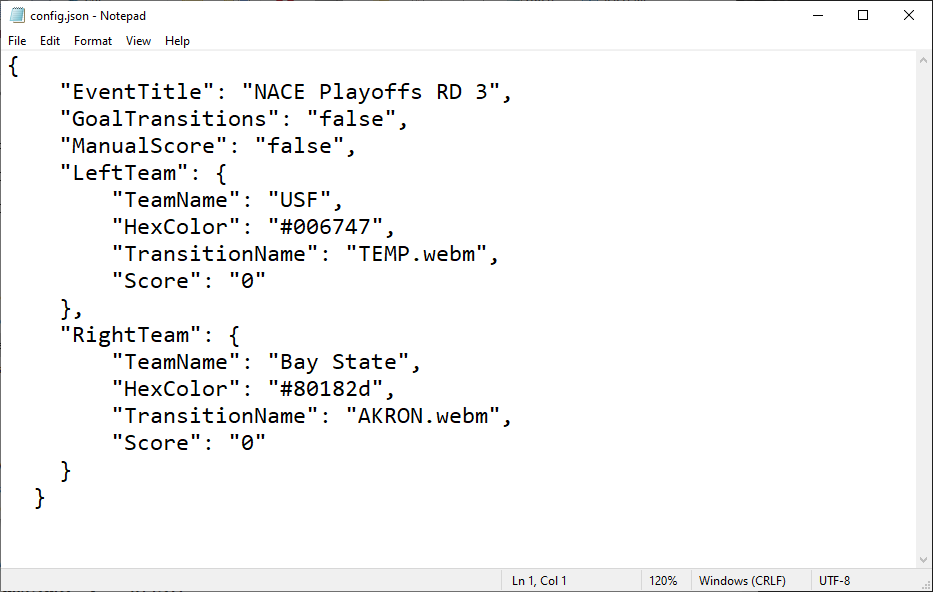 config.json - Notepad
File Edit Format View Help
{
"EventTitle": "NACE Playoffs RD 3",
"GoalTransitions": "false",
"ManualScore": "false",
"LeftTeam": {
"TeamName": "USF",
"HexColor": "#006747",
"TransitionName": "TEMP.webm",
"Score": "0"
},
"RightTeam": {
"TeamName": "Bay State",
"HexColor": "#80182d",
"TransitionName": "AKRON.webm",
"Score": "0"
}
}
Ln 1, Col 1 120% Windows (CRLF) UTF-8